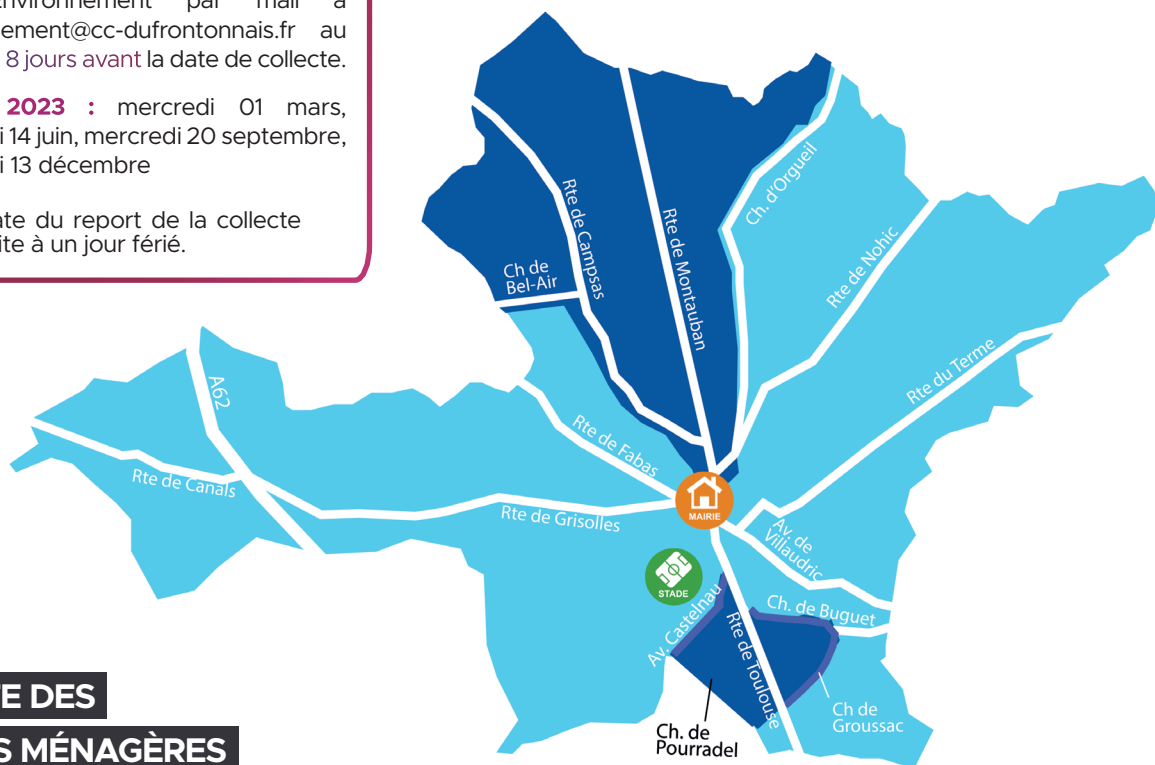 environnement par mail à
ement@cc-dufrontonnais.fr au
8 jours avant la date de collecte.
2023 : mercredi 01 mars,
i 14 juin, mercredi 20 septembre,
i 13 décembre
ate du report de la collecte
ite à un jour férié.
Ch. d'Orgueil
Rte de Campsas
Rte de Montauban
Rte de Nohic
Ch de
Bel-Air
Rte du Terme
A62
Rte de Fabas
Rte de Canals
MAIRIE
Rte de Grisolles
Av. de
Villaudric
STADE
Av. Castelnau
Ch. de Buguet
Rte de Toulouse
Ch de
Groussac
Ch. de
Pourradel
TE DES
S MÉNAGÈRES